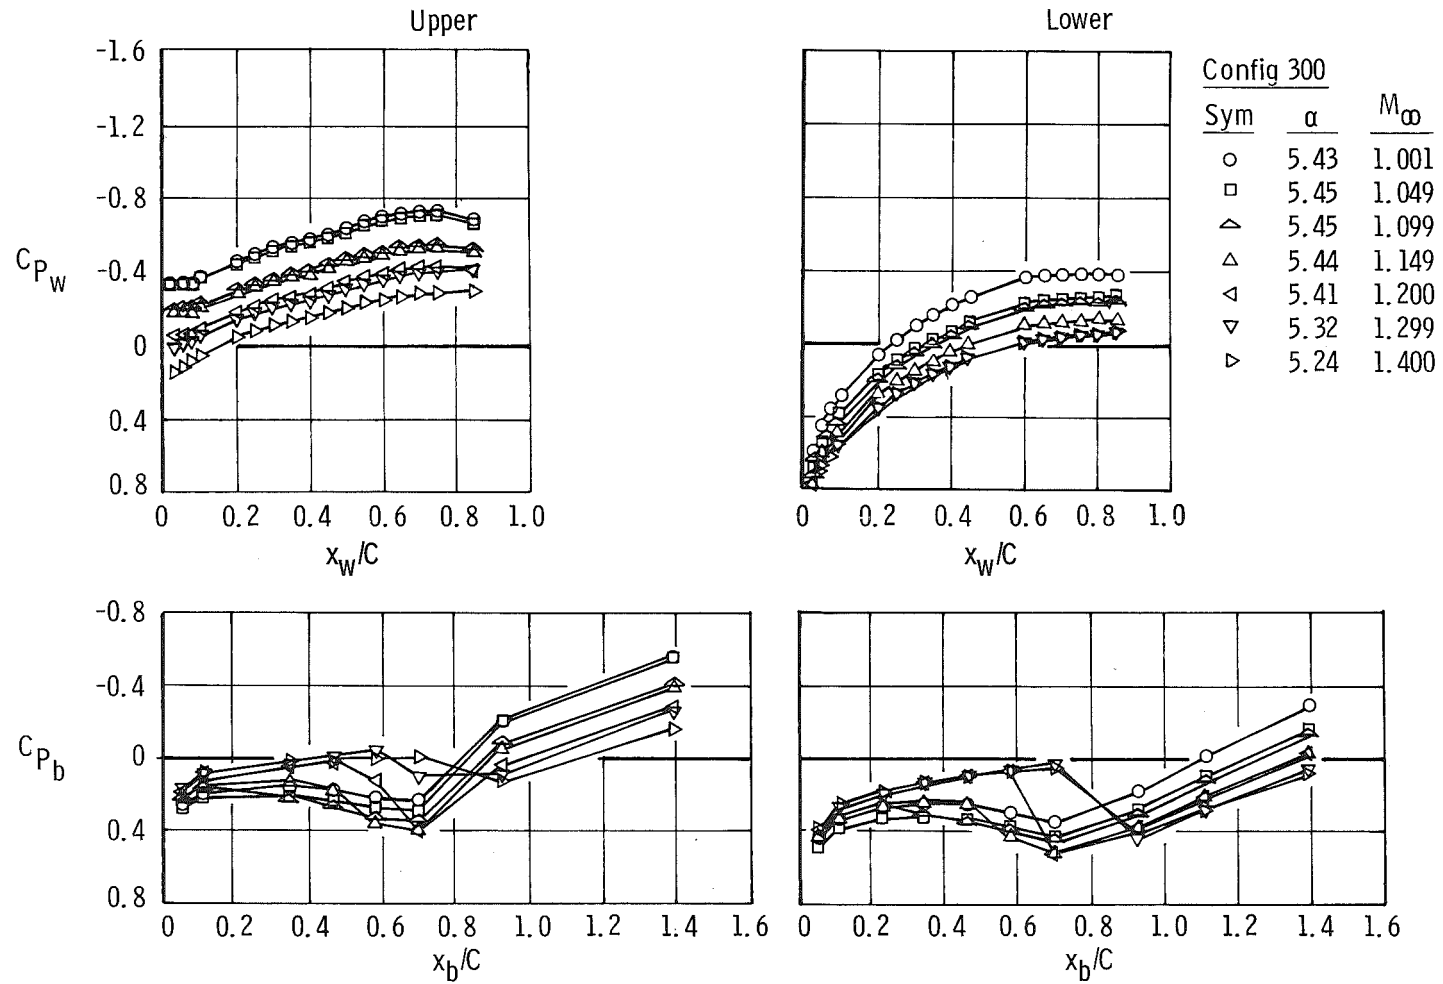 Upper
Lower
-1.6
-1.2
-0.8
-0.4
0
0.4
0.8
CPw
0 0.2 0.4 0.6 0.8 1.0
xw/C
0 0.2 0.4 0.6 0.8 1.0
xw/C
Config 300
Sym α M∞
5.43 1.001
5.45 1.049
5.45 1.099
5.44 1.149
5.41 1.200
5.32 1.299
5.24 1.400
-0.8
-0.4
0
0.4
0.8
CPb
0 0.2 0.4 0.6 0.8 1.0 1.2 1.4 1.6
xb/C
0 0.2 0.4 0.6 0.8 1.0 1.2 1.4 1.6
xb/C